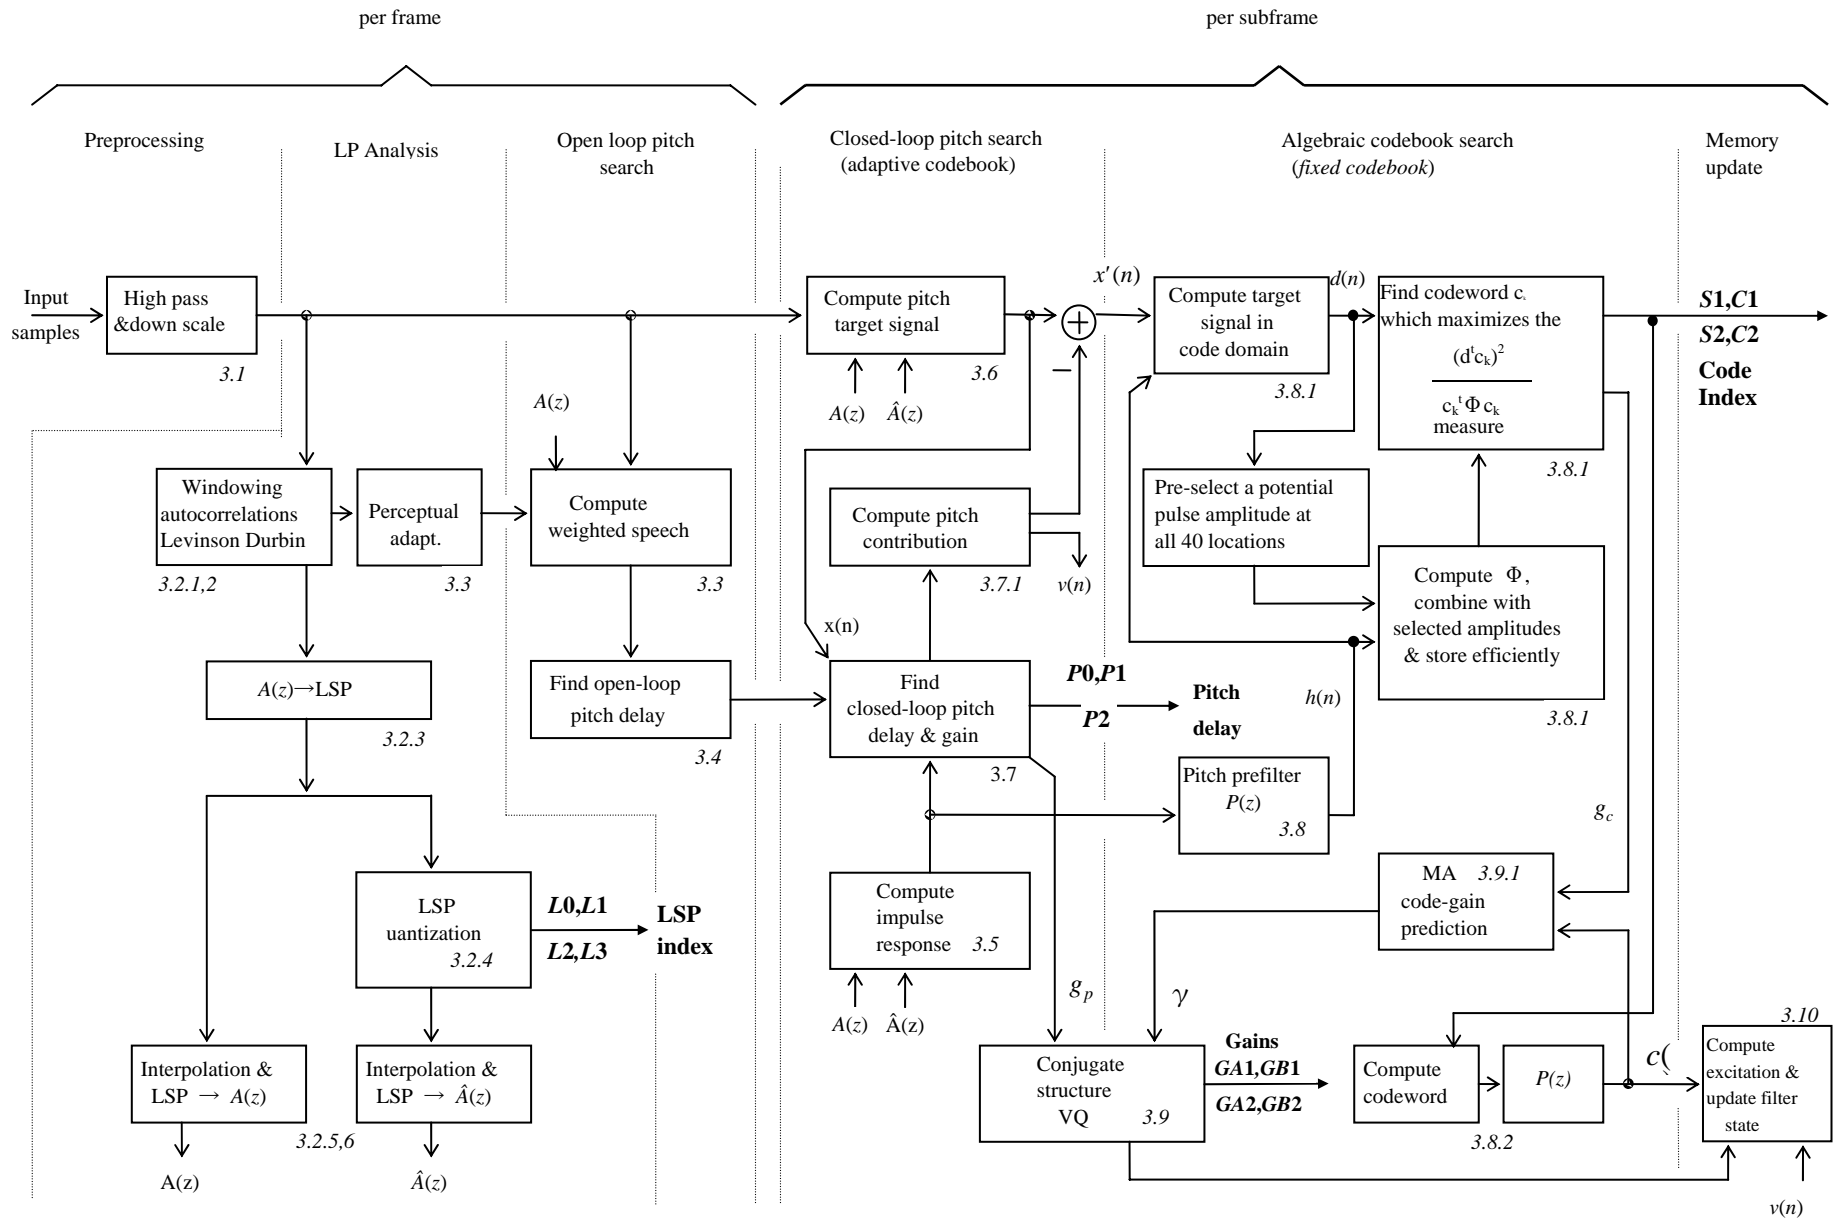 per frame
per subframe
Preprocessing
LP Analysis
Open loop pitch
search
Closed-loop pitch search
(adaptive codebook)
Algebraic codebook search
(fixed codebook)
Memory
update
Input
samples
High pass
&down scale
3.1
Compute pitch
target signal
3.6
A(z)
Â(z)
x'(n)
Compute target
signal in
code domain
3.8.1
d(n)
Find codeword c
which maximizes the
(dᵗcₖ)²
cₖᵗ Φ cₖ
measure
3.8.1
S1,C1
S2,C2
Code
Index
A(z)
Windowing
autocorrelations
Levinson Durbin
3.2.1,2
Perceptual
adapt.
3.3
Compute
weighted speech
3.3
Compute pitch
contribution
3.7.1
v(n)
Pre-select a potential
pulse amplitude at
all 40 locations
Compute Φ,
combine with
selected amplitudes
& store efficiently
3.8.1
x(n)
A(z)→LSP
3.2.3
Find open-loop
pitch delay
3.4
Find
closed-loop pitch
delay & gain
3.7
P0,P1
P2
Pitch
delay
h(n)
Pitch prefilter
P(z)
3.8
g_c
LSP
uantization
3.2.4
L0,L1
L2,L3
LSP
index
Compute
impulse
response 3.5
A(z)
Â(z)
MA 3.9.1
code-gain
prediction
g_p
γ
Interpolation &
LSP → A(z)
3.2.5,6
A(z)
Interpolation &
LSP → Â(z)
Â(z)
Conjugate
structure
VQ 3.9
Gains
GA1,GB1
GA2,GB2
Compute
codeword
P(z)
3.8.2
c(
3.10
Compute
excitation &
update filter
state
v(n)